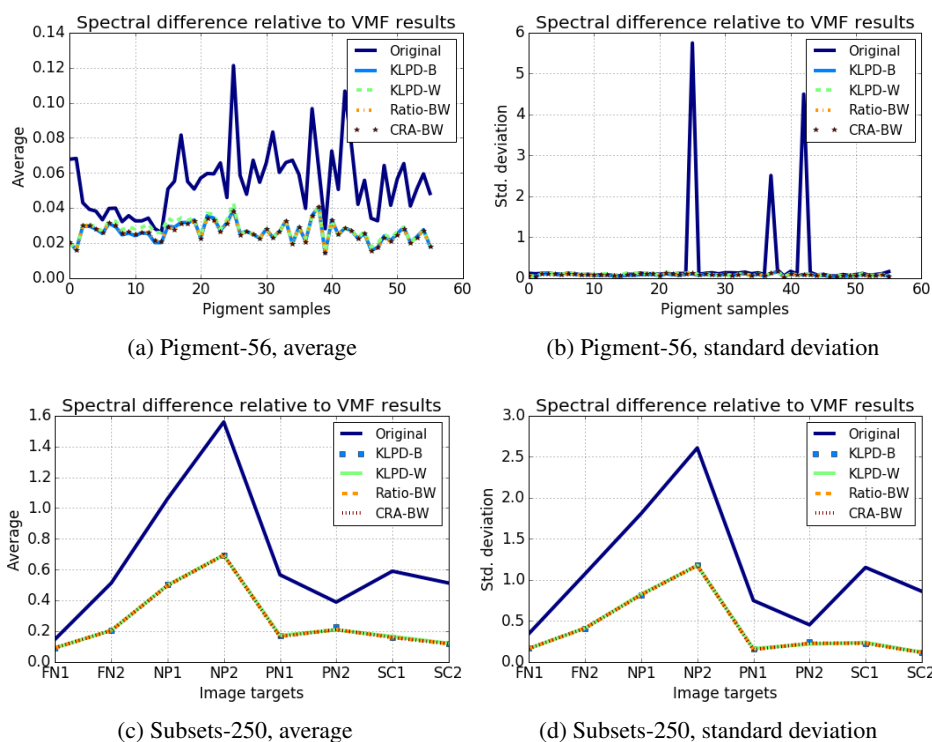 Spectral difference relative to VMF results
0.14
0.12
0.10
0.08
0.06
0.04
0.02
0.00
Average
0 10 20 30 40 50 60
Pigment samples
Original
KLPD-B
KLPD-W
Ratio-BW
CRA-BW
(a) Pigment-56, average
Spectral difference relative to VMF results
6
5
4
3
2
1
0
Std. deviation
0 10 20 30 40 50 60
Pigment samples
Original
KLPD-B
KLPD-W
Ratio-BW
CRA-BW
(b) Pigment-56, standard deviation
Spectral difference relative to VMF results
1.6
1.4
1.2
1.0
0.8
0.6
0.4
0.2
0.0
Average
FN1 FN2 NP1 NP2 PN1 PN2 SC1 SC2
Image targets
Original
KLPD-B
KLPD-W
Ratio-BW
CRA-BW
(c) Subsets-250, average
Spectral difference relative to VMF results
3.0
2.5
2.0
1.5
1.0
0.5
0.0
Std. deviation
FN1 FN2 NP1 NP2 PN1 PN2 SC1 SC2
Image targets
Original
KLPD-B
KLPD-W
Ratio-BW
CRA-BW
(d) Subsets-250, standard deviation